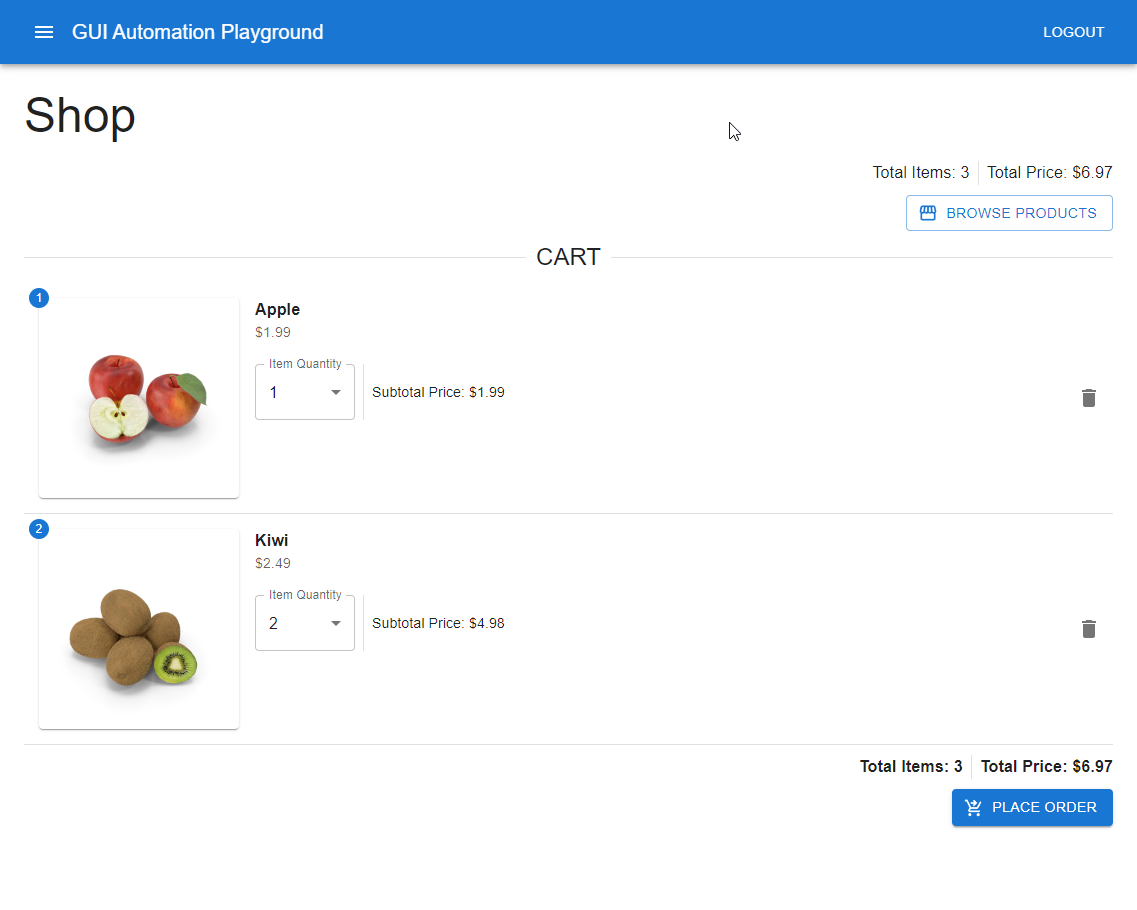 GUI Automation Playground
LOGOUT
Shop
Total Items: 3
Total Price: $6.97
BROWSE PRODUCTS
CART
1
Apple
$1.99
Item Quantity
1
Subtotal Price: $1.99
2
Kiwi
$2.49
Item Quantity
2
Subtotal Price: $4.98
Total Items: 3
Total Price: $6.97
PLACE ORDER